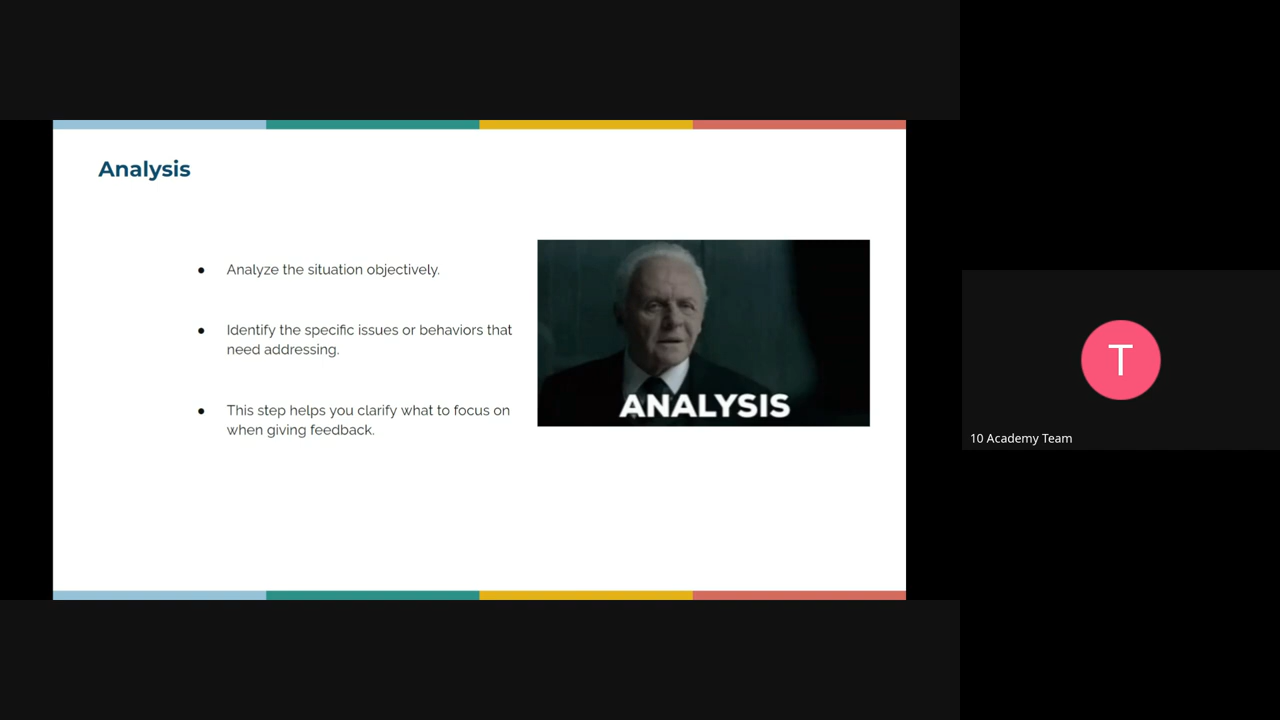 Analysis
● Analyze the situation objectively.
● Identify the specific issues or behaviors that
need addressing.
● This step helps you clarify what to focus on
when giving feedback.
ANALYSIS
T
10 Academy Team